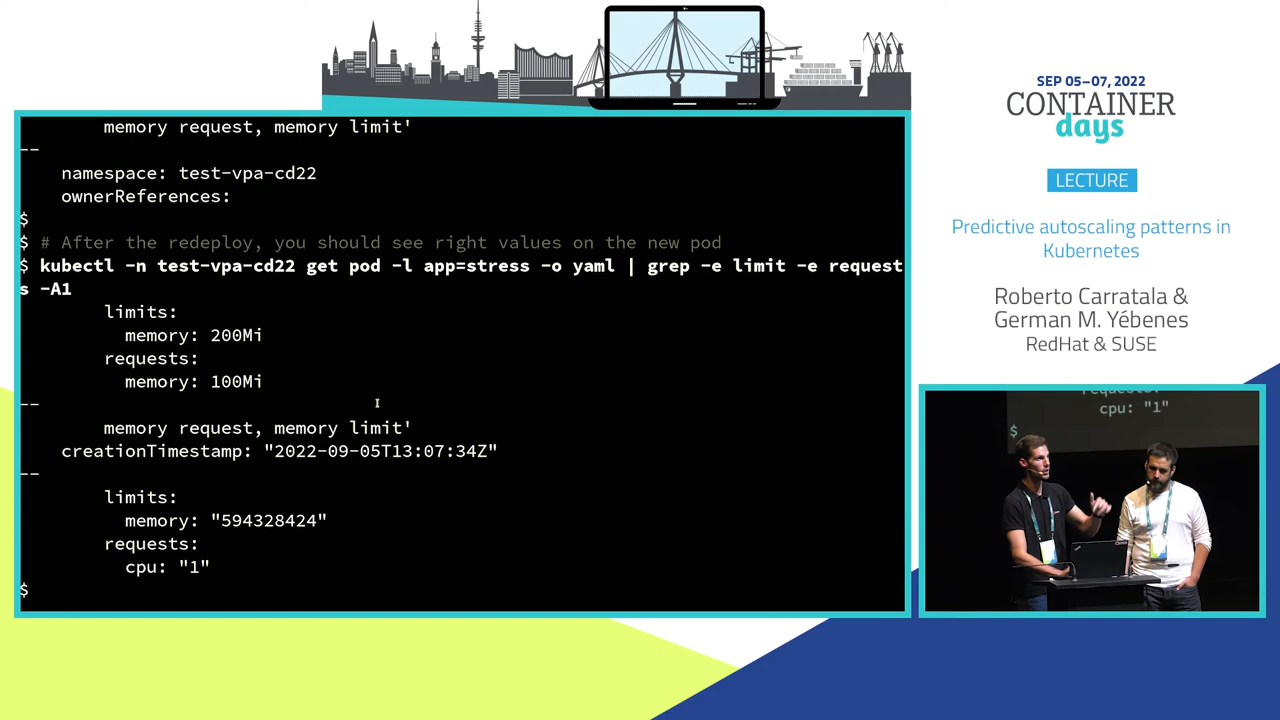 memory request, memory limit'
--
namespace: test-vpa-cd22
ownerReferences:
$
$ # After the redeploy, you should see right values on the new pod
$ kubectl -n test-vpa-cd22 get pod -l app=stress -o yaml | grep -e limit -e request
s -A1
limits:
memory: 200Mi
requests:
memory: 100Mi
--
memory request, memory limit'
creationTimestamp: "2022-09-05T13:07:34Z"
--
limits:
memory: "594328424"
requests:
cpu: "1"
$
SEP 05–07, 2022
CONTAINER
days
LECTURE
Predictive autoscaling patterns in
Kubernetes
Roberto Carratala &
German M. Yébenes
RedHat & SUSE
requests:
cpu: "1"
$